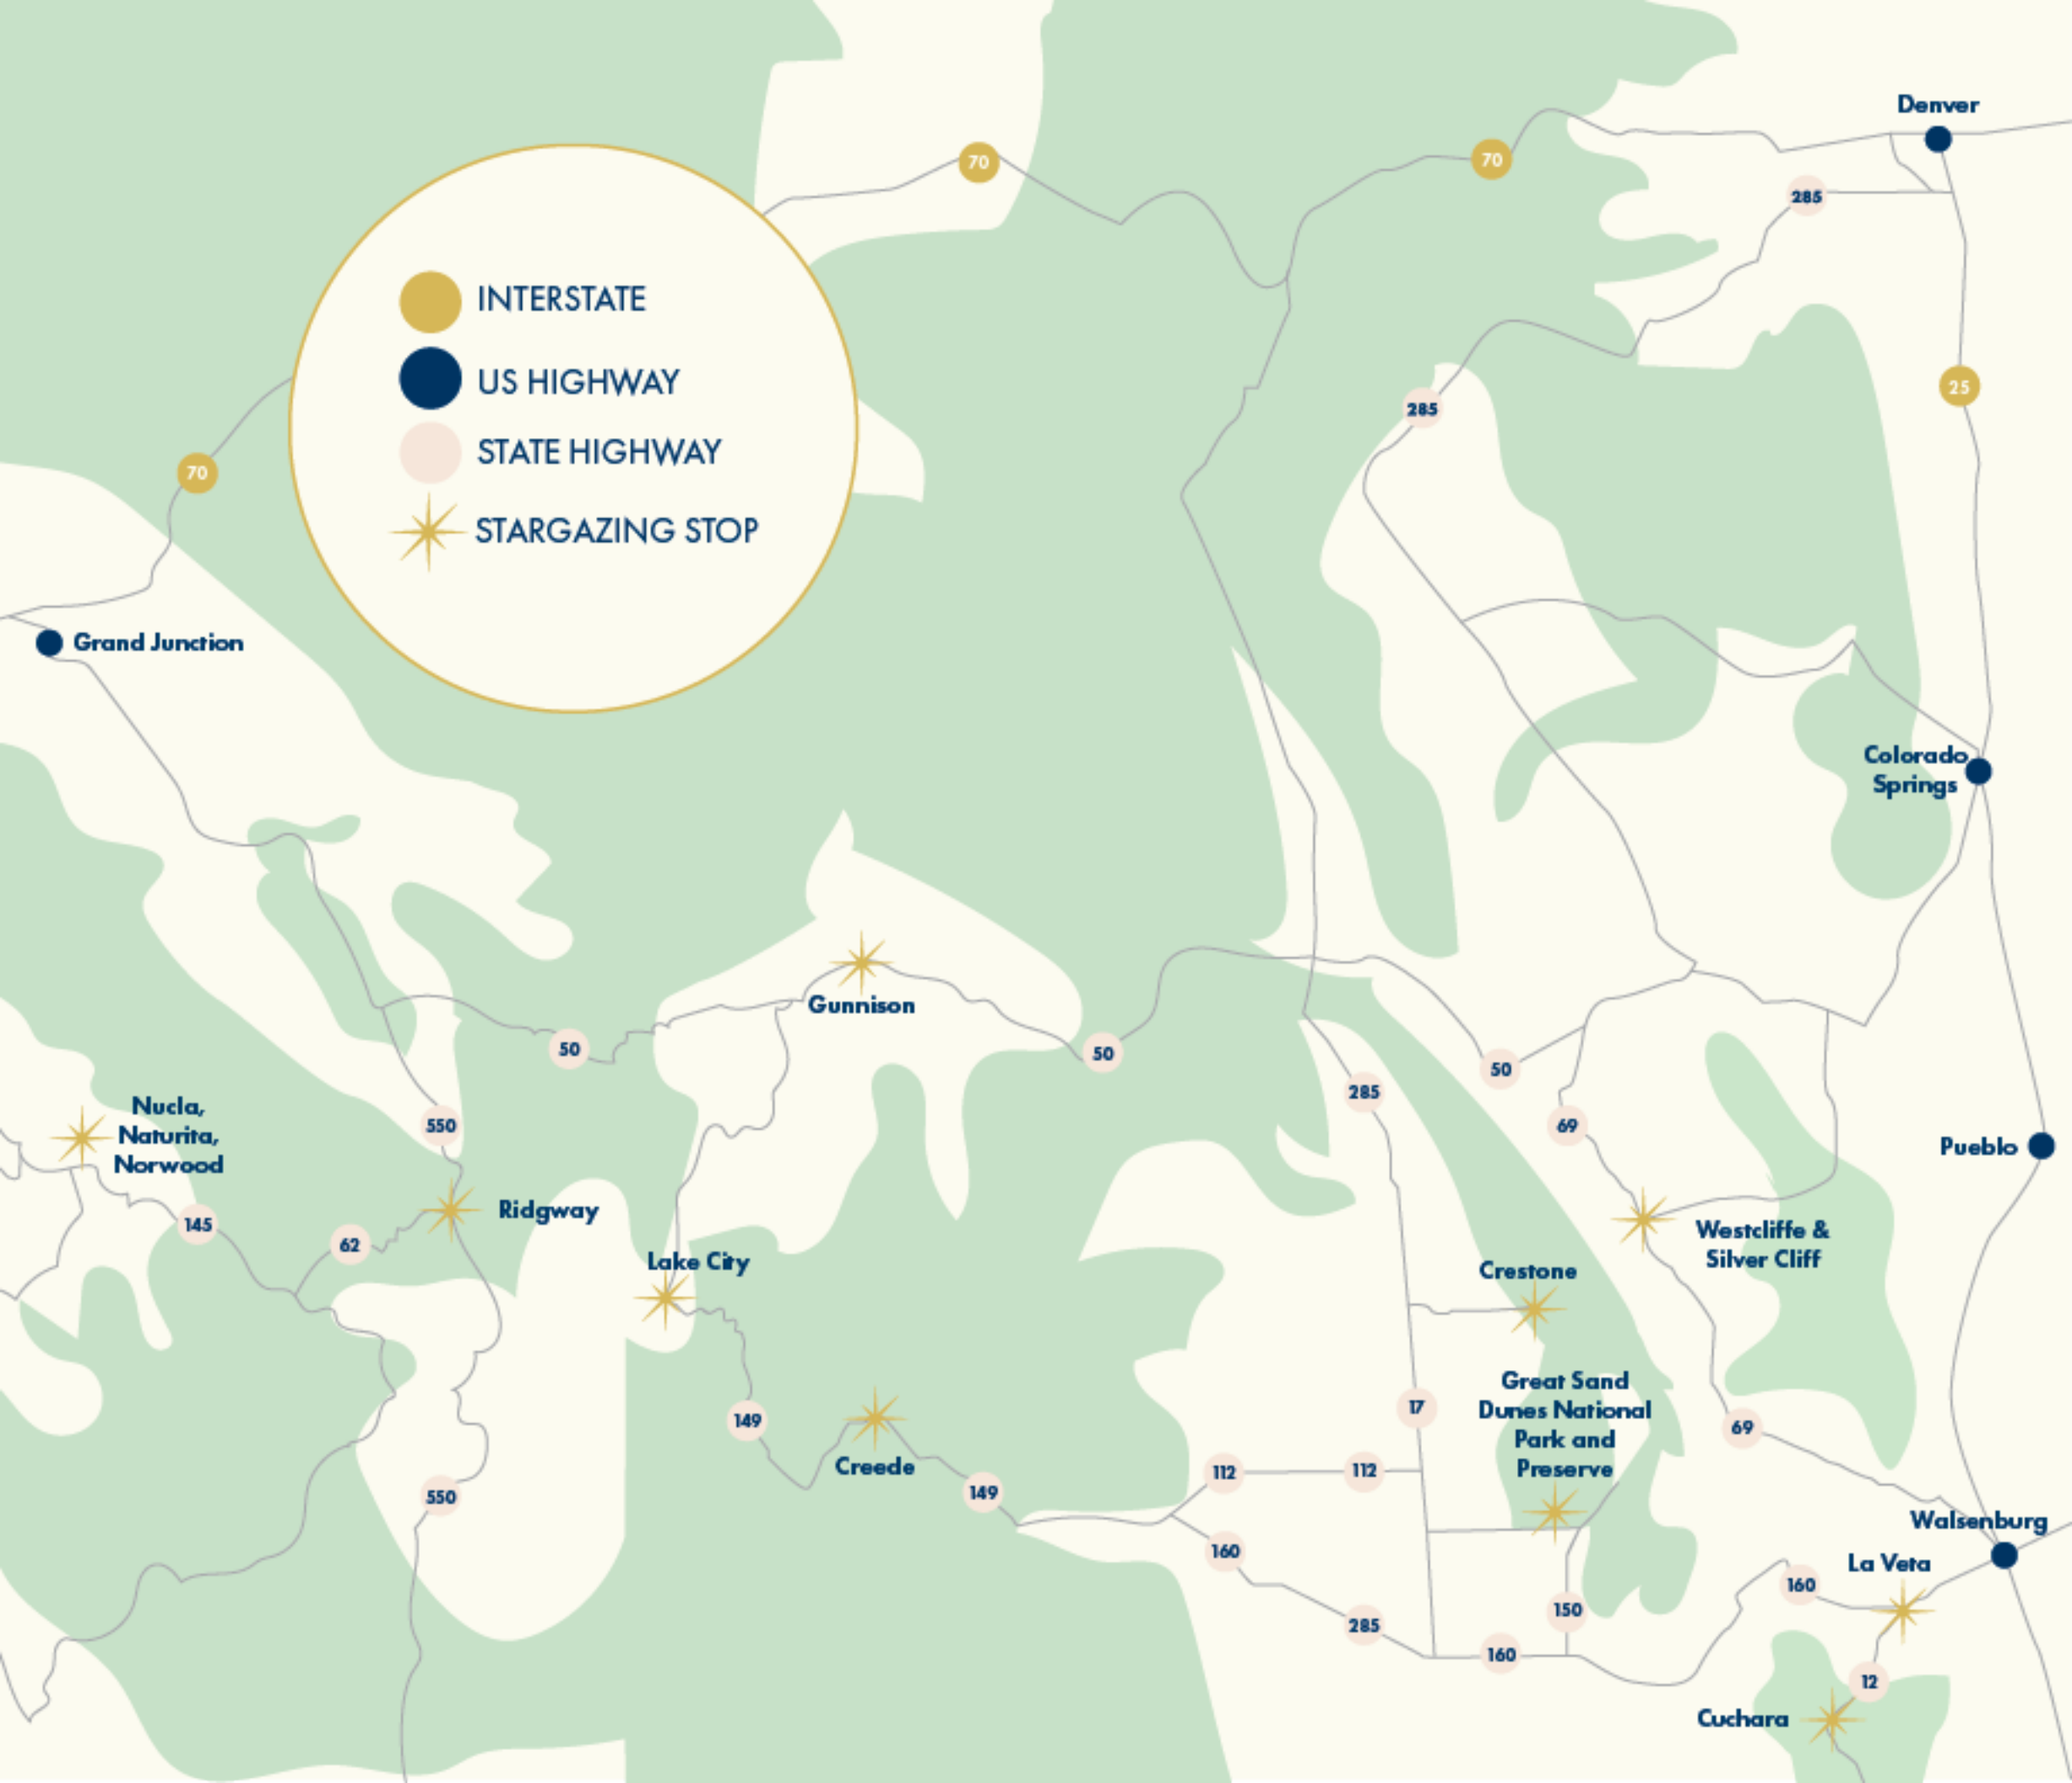 Denver
70
70
285
INTERSTATE
US HIGHWAY
STATE HIGHWAY
STARGAZING STOP
25
285
70
Grand Junction
Colorado
Springs
Gunnison
50
50
50
285
Nucla,
Naturita,
Norwood
550
69
Pueblo
145
62
Ridgway
Westcliffe &
Silver Cliff
Lake City
Crestone
Great Sand
Dunes National
Park and
Preserve
17
149
69
Creede
112
112
149
550
Walsenburg
160
La Veta
160
150
285
160
12
Cuchara